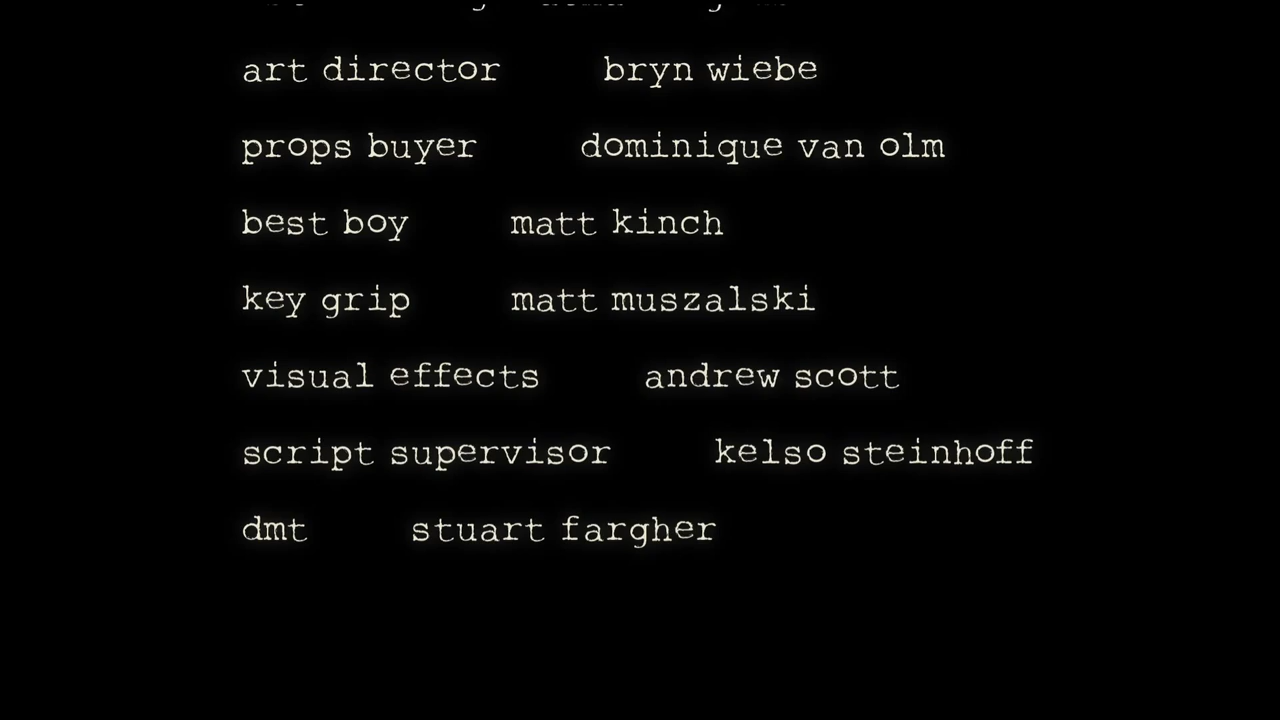 art director bryn wiebe
props buyer dominique van olm
best boy matt kinch
key grip matt muszalski
visual effects andrew scott
script supervisor kelso steinhoff
dmt stuart fargher